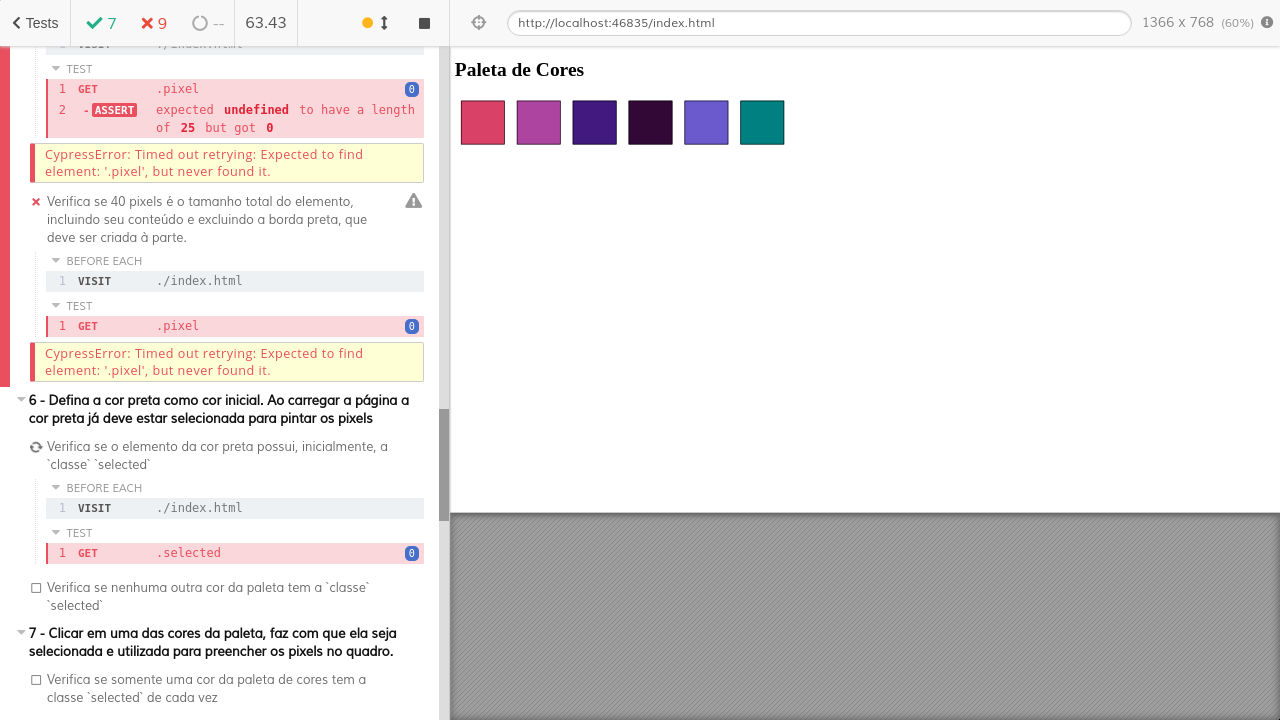 Tests
7
9
--
63.43
http://localhost:46835/index.html
1366 x 768 (60%)
1 VISIT ./index.html
TEST
1 GET .pixel 0
2 -ASSERT expected undefined to have a length
of 25 but got 0
CypressError: Timed out retrying: Expected to find
element: '.pixel', but never found it.
Verifica se 40 pixels é o tamanho total do elemento,
incluindo seu conteúdo e excluindo a borda preta, que
deve ser criada à parte.
BEFORE EACH
1 VISIT ./index.html
TEST
1 GET .pixel 0
CypressError: Timed out retrying: Expected to find
element: '.pixel', but never found it.
6 - Defina a cor preta como cor inicial. Ao carregar a página a
cor preta já deve estar selecionada para pintar os pixels
Verifica se o elemento da cor preta possui, inicialmente, a
`classe` `selected`
BEFORE EACH
1 VISIT ./index.html
TEST
1 GET .selected 0
Verifica se nenhuma outra cor da paleta tem a `classe`
`selected`
7 - Clicar em uma das cores da paleta, faz com que ela seja
selecionada e utilizada para preencher os pixels no quadro.
Verifica se somente uma cor da paleta de cores tem a
classe `selected` de cada vez
Paleta de Cores